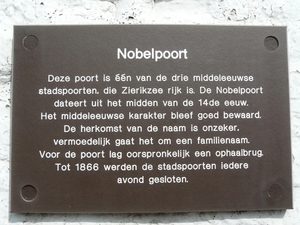 Nobelpoort
Deze poort is één van de drie middeleeuwse
stadspoorten, die Zierikzee rijk is. De Nobelpoort
dateert uit het midden van de 14de eeuw.
Het middeleeuwse karakter bleef goed bewaard.
De herkomst van de naam is onzeker,
vermoedelijk gaat het om een familienaam.
Voor de poort lag oorspronkelijk een ophaalbrug.
Tot 1866 werden de stadspoorten iedere
avond gesloten.